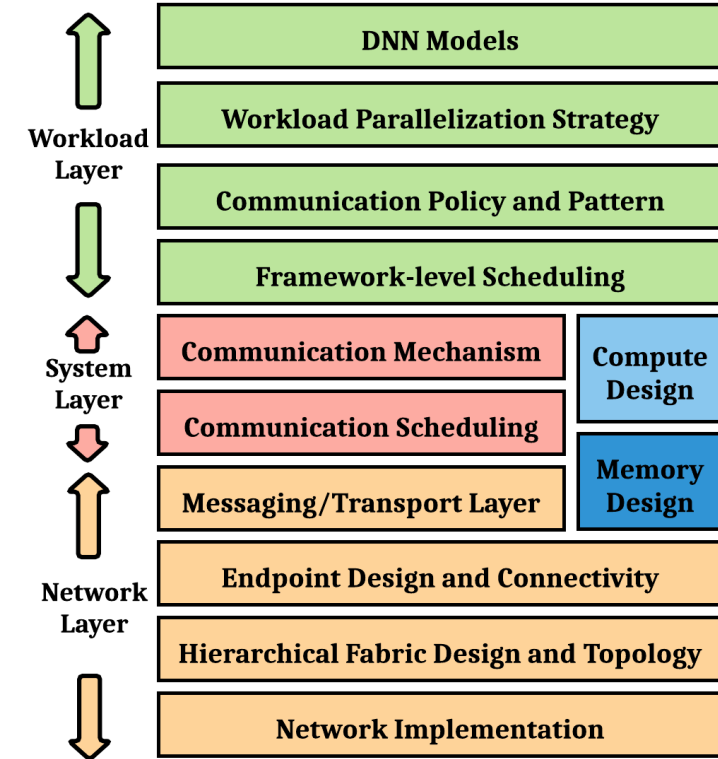 DNN Models
Workload Parallelization Strategy
Workload
Layer
Communication Policy and Pattern
Framework-level Scheduling
Communication Mechanism
Compute
Design
System
Layer
Communication Scheduling
Memory
Design
Messaging/Transport Layer
Endpoint Design and Connectivity
Network
Layer
Hierarchical Fabric Design and Topology
Network Implementation